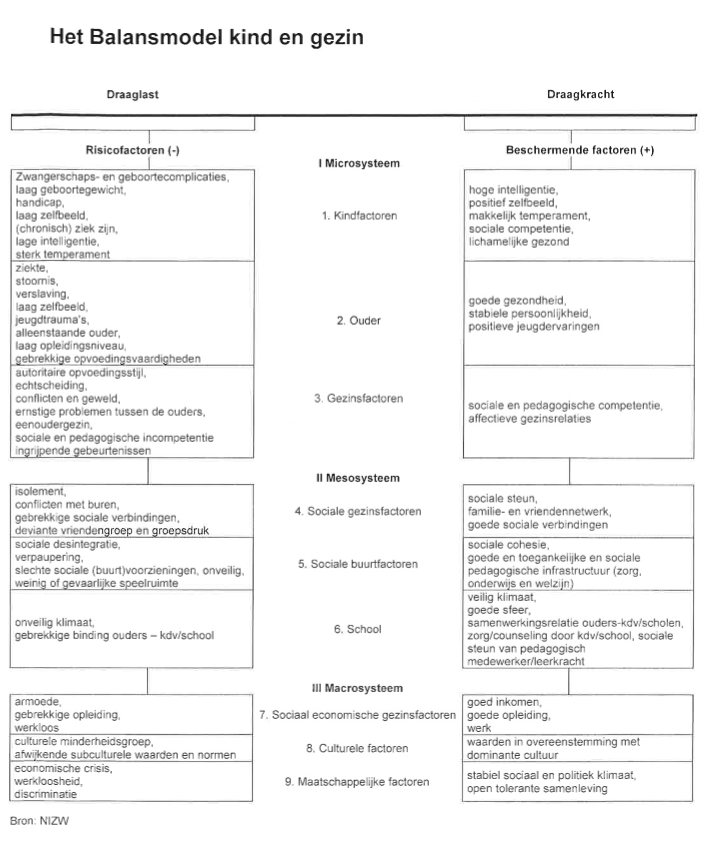 Het Balansmodel kind en gezin
Draaglast
Draagkracht
Risicofactoren (-)
Beschermende factoren (+)
I Microsysteem
Zwangerschaps- en geboortecomplicaties,
laag geboortegewicht,
handicap,
laag zelfbeeld,
(chronisch) ziek zijn,
lage intelligentie,
sterk temperament
1. Kindfactoren
hoge intelligentie,
positief zelfbeeld,
makkelijk temperament,
sociale competentie,
lichamelijke gezond
ziekte,
stoornis,
verslaving,
laag zelfbeeld,
jeugdtrauma's,
alleenstaande ouder,
laag opleidingsniveau,
gebrekkige opvoedingsvaardigheden
2. Ouder
goede gezondheid,
stabiele persoonlijkheid,
positieve jeugdervaringen
autoritaire opvoedingsstijl,
echtscheiding,
conflicten en geweld,
ernstige problemen tussen de ouders,
eenoudergezin,
sociale en pedagogische incompetentie
ingrijpende gebeurtenissen
3. Gezinsfactoren
sociale en pedagogische competentie,
affectieve gezinsrelaties
II Mesosysteem
isolement,
conflicten met buren,
gebrekkige sociale verbindingen,
deviante vriendengroep en groepsdruk
4. Sociale gezinsfactoren
sociale steun,
familie- en vriendennetwerk,
goede sociale verbindingen
sociale desintegratie,
verpaupering,
slechte sociale (buurt)voorzieningen, onveilig,
weinig of gevaarlijke speelruimte
5. Sociale buurtfactoren
sociale cohesie,
goede en toegankelijke en sociale
pedagogische infrastructuur (zorg,
onderwijs en welzijn)
onveilig klimaat,
gebrekkige binding ouders – kdv/school
6. School
veilig klimaat,
goede sfeer,
samenwerkingsrelatie ouders-kdv/scholen,
zorg/counseling door kdv/school, sociale
steun van pedagogisch
medewerker/leerkracht
III Macrosysteem
armoede,
gebrekkige opleiding,
werkloos
7. Sociaal economische gezinsfactoren
goed inkomen,
goede opleiding,
werk
culturele minderheidsgroep,
afwijkende subculturele waarden en normen
8. Culturele factoren
waarden in overeenstemming met
dominante cultuur
economische crisis,
werkloosheid,
discriminatie
9. Maatschappelijke factoren
stabiel sociaal en politiek klimaat,
open tolerante samenleving
Bron: NIZW